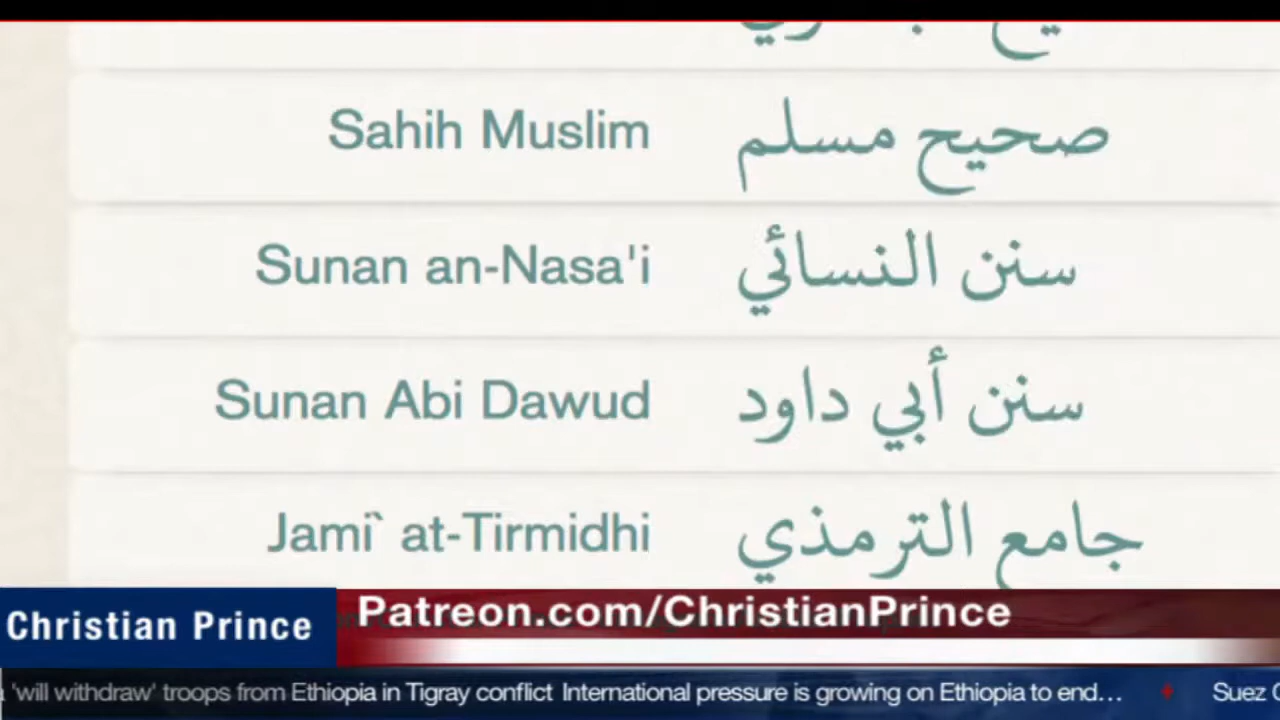 Sahih Muslim صحيح مسلم
Sunan an-Nasa'i سنن النسائي
Sunan Abi Dawud سنن أبي داود
Jami` at-Tirmidhi جامع الترمذي
Christian Prince
Patreon.com/ChristianPrince
'will withdraw' troops from Ethiopia in Tigray conflict International pressure is growing on Ethiopia to end… Suez